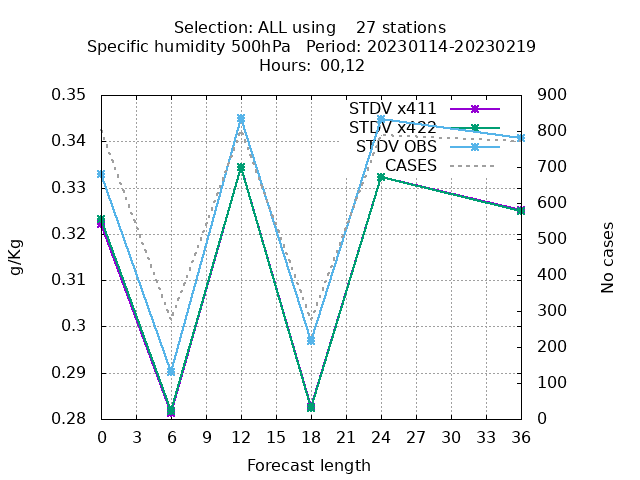 Selection: ALL using    27 stations
Specific humidity 500hPa   Period: 20230114-20230219
Hours: 00,12
0.35
0.34
0.33
0.32
0.31
0.3
0.29
0.28
g/Kg
STDV x411
STDV x422
STDV OBS
CASES
900
800
700
600
500
400
300
200
100
0
No cases
0 3 6 9 12 15 18 21 24 27 30 33 36
Forecast length